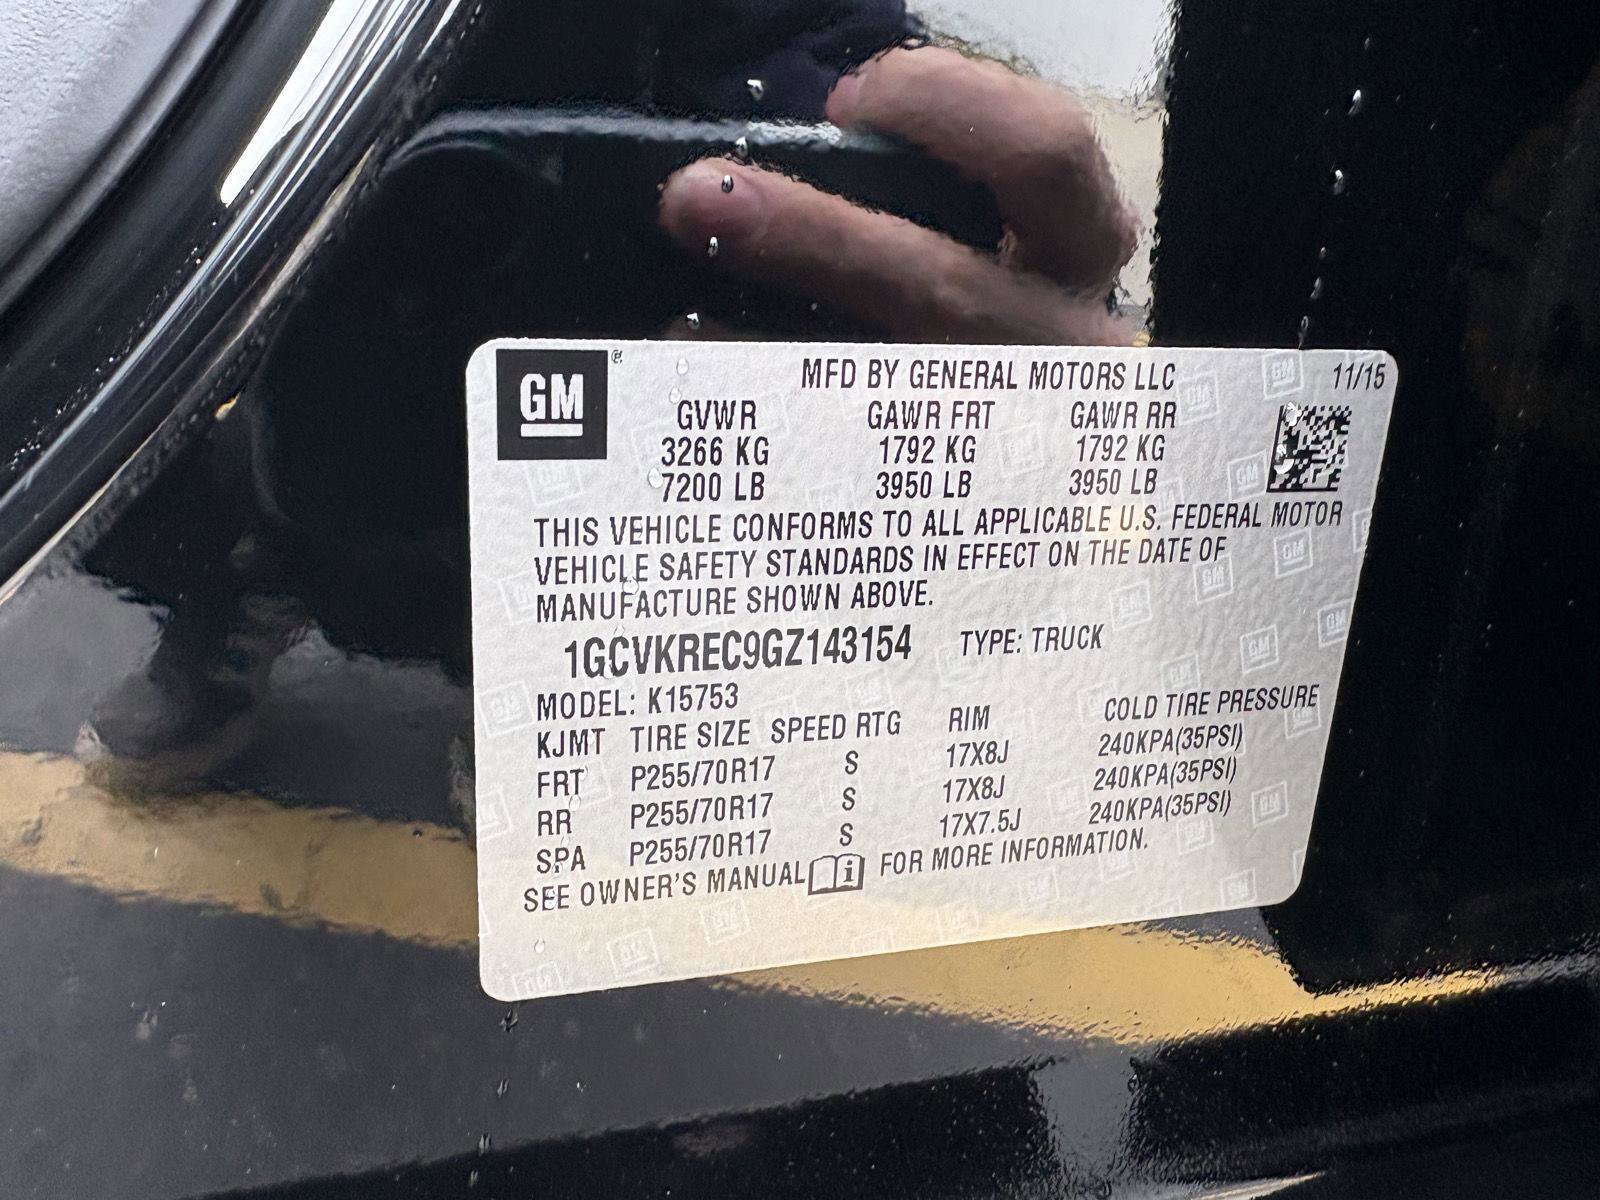 GM
MFD BY GENERAL MOTORS LLC 11/15
GVWR GAWR FRT GAWR RR
3266 KG 1792 KG 1792 KG
7200 LB 3950 LB 3950 LB
THIS VEHICLE CONFORMS TO ALL APPLICABLE U.S. FEDERAL MOTOR
VEHICLE SAFETY STANDARDS IN EFFECT ON THE DATE OF
MANUFACTURE SHOWN ABOVE.
1GCVKREC9GZ143154 TYPE: TRUCK
MODEL: K15753
KJMT TIRE SIZE SPEED RTG RIM COLD TIRE PRESSURE
FRT P255/70R17 S 17X8J 240KPA(35PSI)
RR P255/70R17 S 17X8J 240KPA(35PSI)
SPA P255/70R17 S 17X7.5J 240KPA(35PSI)
SEE OWNER'S MANUAL i FOR MORE INFORMATION.